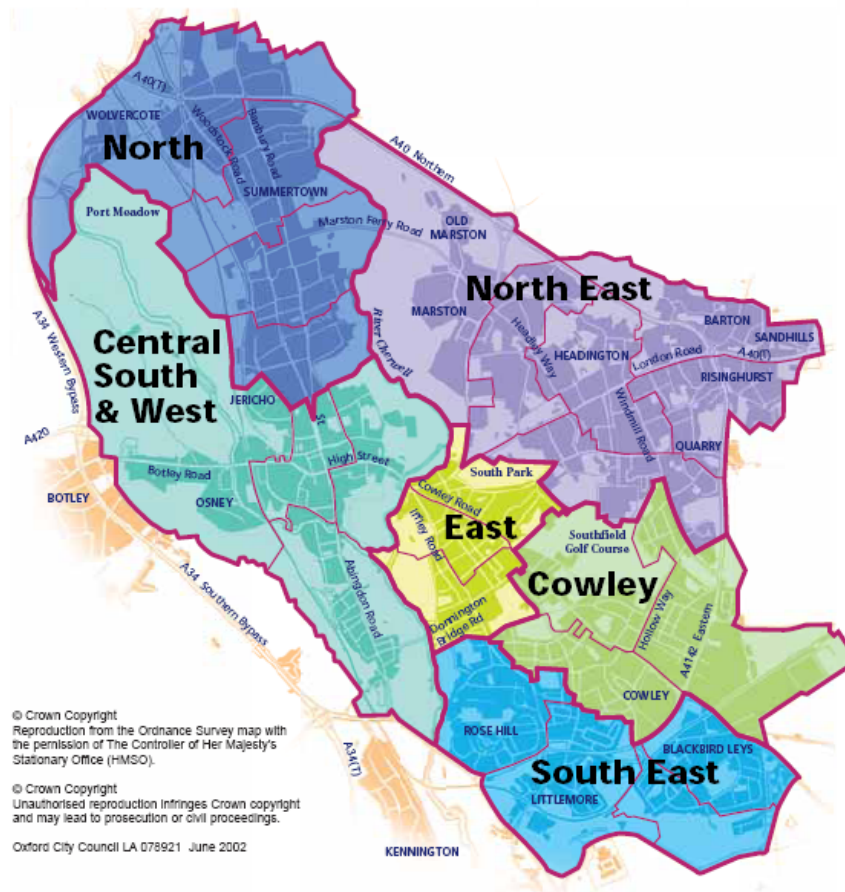 A40(T)
WOLVERCOTE
North
Woodstock Road
Banbury Road
SUMMERTOWN
A40 Northern
Port Meadow
Marston Ferry Road
OLD
MARSTON
MARSTON
North East
BARTON
SANDHILLS
A34 Western Bypass
River Cherwell
Headley Way
HEADINGTON
London Road
A40(T)
RISINGHURST
Central
South
& West
JERICHO
St
Windmill Road
QUARRY
A420
High Street
Botley Road
BOTLEY
OSNEY
South Park
Cowley Road
Iffley Road
East
Southfield
Golf Course
Cowley
A34 Southern Bypass
Abingdon Road
Donnington
Bridge Rd
Hollow Way
A4142 Eastern
COWLEY
ROSE HILL
BLACKBIRD LEYS
South East
LITTLEMORE
A34(T)
KENNINGTON
© Crown Copyright
Reproduction from the Ordnance Survey map with
the permission of The Controller of Her Majesty's
Stationary Office (HMSO).
© Crown Copyright
Unauthorised reproduction infringes Crown copyright
and may lead to prosecution or civil proceedings.
Oxford City Council LA 078921 June 2002